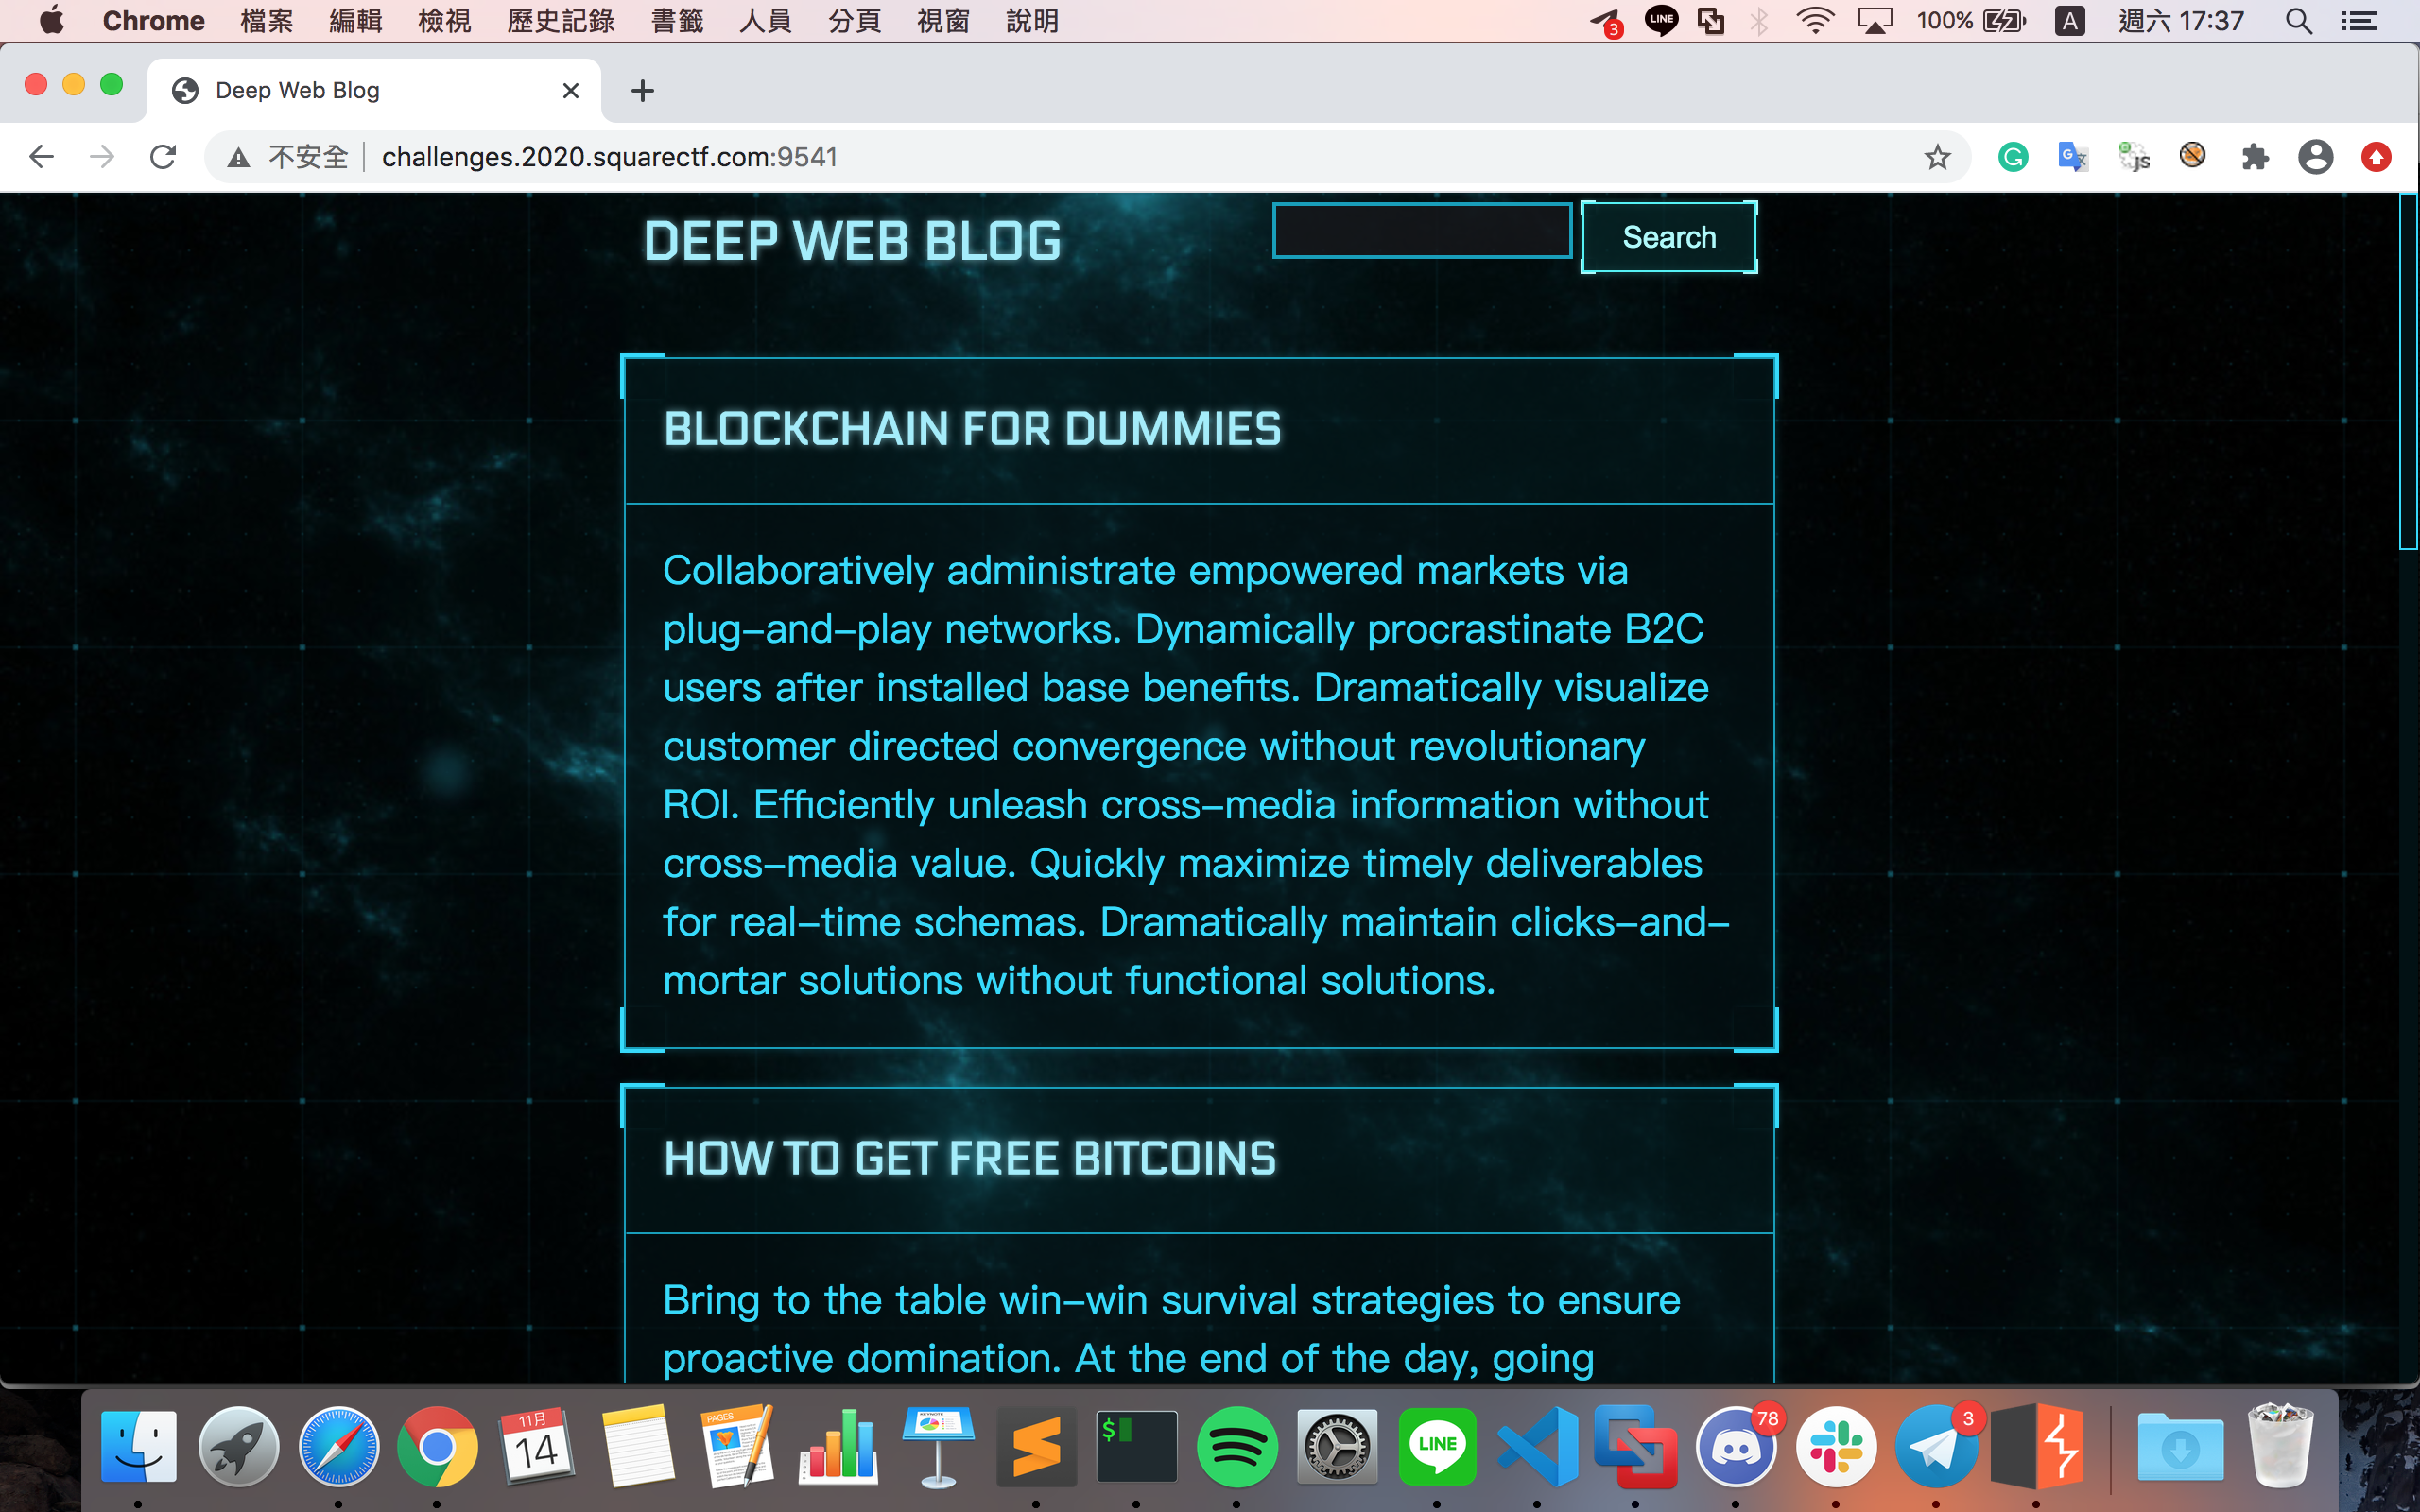 Chrome 檔案 編輯 檢視 歷史記錄 書籤 人員 分頁 視窗 說明 3 LINE 100% A 週六 17:37
Deep Web Blog
不安全 challenges.2020.squarectf.com:9541
DEEP WEB BLOG Search
BLOCKCHAIN FOR DUMMIES
Collaboratively administrate empowered markets via
plug-and-play networks. Dynamically procrastinate B2C
users after installed base benefits. Dramatically visualize
customer directed convergence without revolutionary
ROI. Efficiently unleash cross-media information without
cross-media value. Quickly maximize timely deliverables
for real-time schemas. Dramatically maintain clicks-and-
mortar solutions without functional solutions.
HOW TO GET FREE BITCOINS
Bring to the table win-win survival strategies to ensure
proactive domination. At the end of the day, going
11月 14 PAGES KEYNOTE $ LINE 78 3